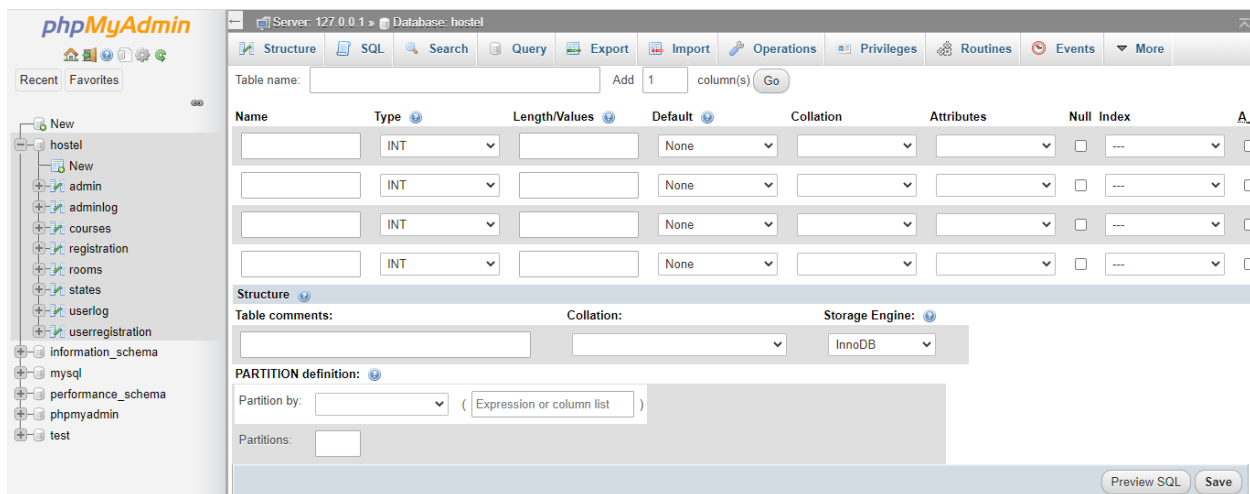 phpMyAdmin
Recent Favorites
New
hostel
New
admin
adminlog
courses
registration
rooms
states
userlog
userregistration
information_schema
mysql
performance_schema
phpmyadmin
test
Server: 127.0.0.1 » Database: hostel
Structure SQL Search Query Export Import Operations Privileges Routines Events More
Table name: Add 1 column(s) Go
Name Type Length/Values Default Collation Attributes Null Index A_
INT None ---
INT None ---
INT None ---
INT None ---
Structure
Table comments: Collation: Storage Engine:
InnoDB
PARTITION definition:
Partition by: ( Expression or column list )
Partitions:
Preview SQL Save